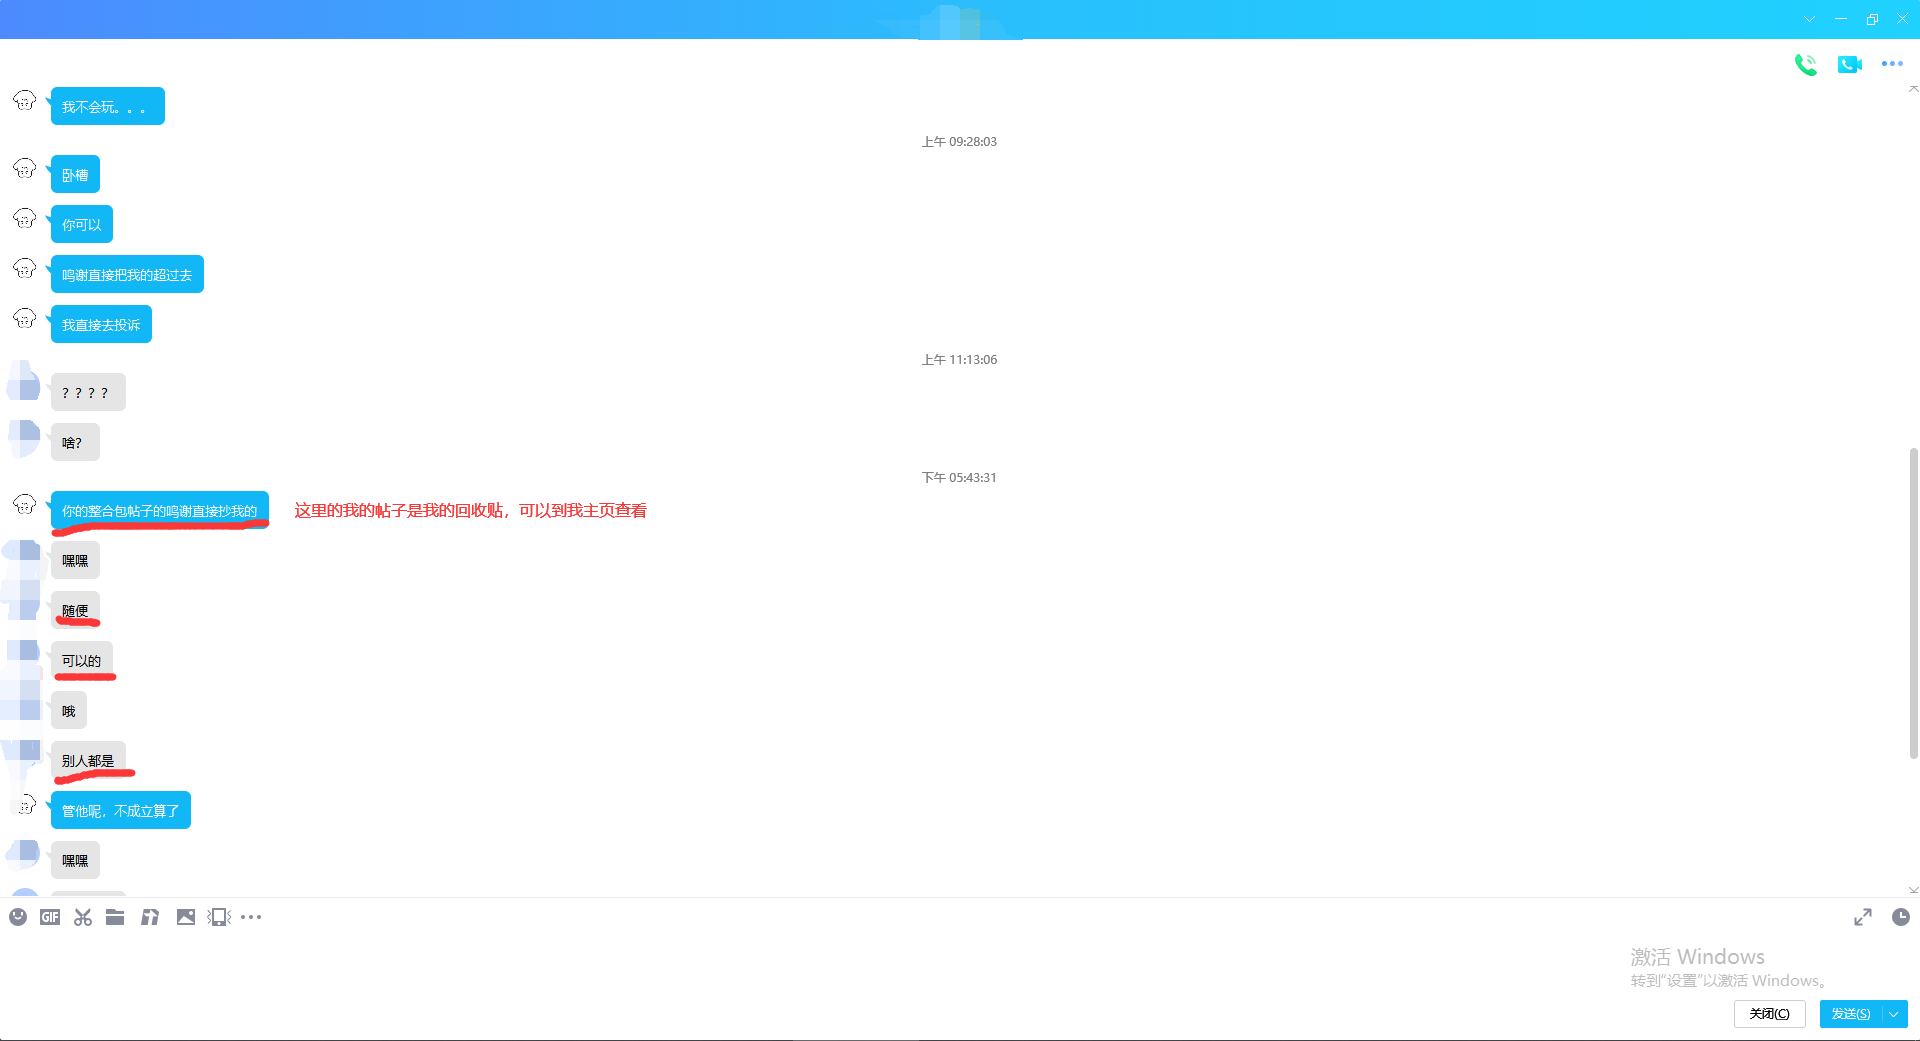 我不会玩。。。
上午 09:28:03
卧槽
你可以
鸣谢直接把我的超过去
我直接去投诉
上午 11:13:06
？？？？
啥?
下午 05:43:31
你的整合包帖子的鸣谢直接抄我的
这里的我的帖子是我的回收贴，可以到我主页查看
嘿嘿
随便
可以的
哦
别人都是
管他呢，不成立算了
嘿嘿
GIF
激活 Windows
转到“设置”以激活 Windows。
关闭(C)
发送(S)